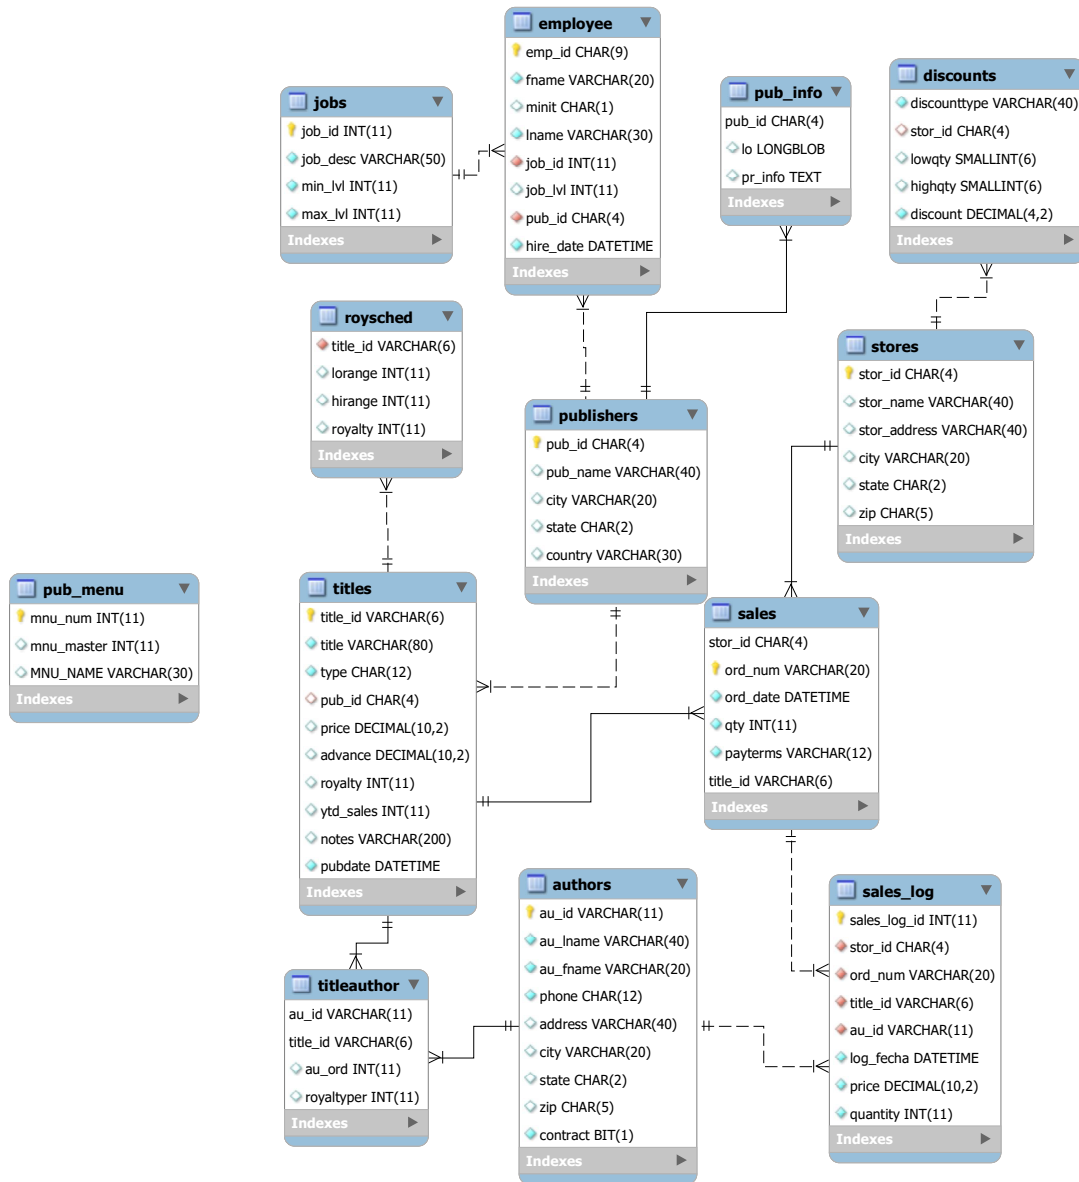 employee
emp_id CHAR(9)
fname VARCHAR(20)
minit CHAR(1)
lname VARCHAR(30)
job_id INT(11)
job_lvl INT(11)
pub_id CHAR(4)
hire_date DATETIME
Indexes
jobs
job_id INT(11)
job_desc VARCHAR(50)
min_lvl INT(11)
max_lvl INT(11)
Indexes
pub_info
pub_id CHAR(4)
lo LONGBLOB
pr_info TEXT
Indexes
discounts
discounttype VARCHAR(40)
stor_id CHAR(4)
lowqty SMALLINT(6)
highqty SMALLINT(6)
discount DECIMAL(4,2)
Indexes
roysched
title_id VARCHAR(6)
lorange INT(11)
hirange INT(11)
royalty INT(11)
Indexes
publishers
pub_id CHAR(4)
pub_name VARCHAR(40)
city VARCHAR(20)
state CHAR(2)
country VARCHAR(30)
Indexes
stores
stor_id CHAR(4)
stor_name VARCHAR(40)
stor_address VARCHAR(40)
city VARCHAR(20)
state CHAR(2)
zip CHAR(5)
Indexes
pub_menu
mnu_num INT(11)
mnu_master INT(11)
MNU_NAME VARCHAR(30)
Indexes
titles
title_id VARCHAR(6)
title VARCHAR(80)
type CHAR(12)
pub_id CHAR(4)
price DECIMAL(10,2)
advance DECIMAL(10,2)
royalty INT(11)
ytd_sales INT(11)
notes VARCHAR(200)
pubdate DATETIME
Indexes
sales
stor_id CHAR(4)
ord_num VARCHAR(20)
ord_date DATETIME
qty INT(11)
payterms VARCHAR(12)
title_id VARCHAR(6)
Indexes
titleauthor
au_id VARCHAR(11)
title_id VARCHAR(6)
au_ord INT(11)
royaltyper INT(11)
Indexes
authors
au_id VARCHAR(11)
au_lname VARCHAR(40)
au_fname VARCHAR(20)
phone CHAR(12)
address VARCHAR(40)
city VARCHAR(20)
state CHAR(2)
zip CHAR(5)
contract BIT(1)
Indexes
sales_log
sales_log_id INT(11)
stor_id CHAR(4)
ord_num VARCHAR(20)
title_id VARCHAR(6)
au_id VARCHAR(11)
log_fecha DATETIME
price DECIMAL(10,2)
quantity INT(11)
Indexes